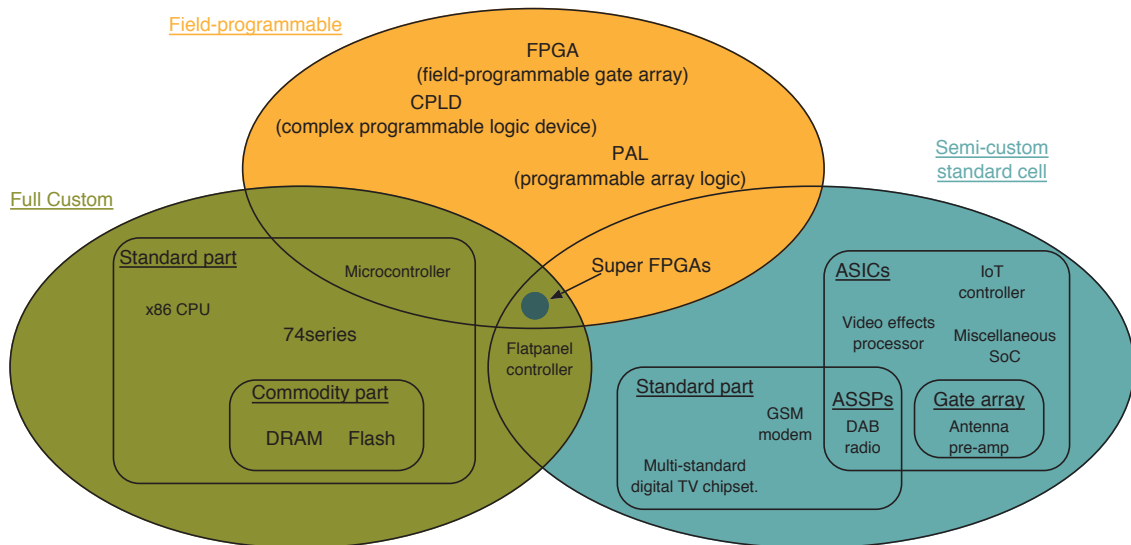 Field-programmable
FPGA
(field-programmable gate array)
CPLD
(complex programmable logic device)
PAL
(programmable array logic)
Semi-custom
standard cell
Full Custom
Standard part
Microcontroller
x86 CPU
74series
Commodity part
DRAM Flash
Super FPGAs
Flatpanel
controller
ASICs
IoT
controller
Video effects
processor
Miscellaneous
SoC
Standard part
GSM
modem
Multi-standard
digital TV chipset.
ASSPs
DAB
radio
Gate array
Antenna
pre-amp